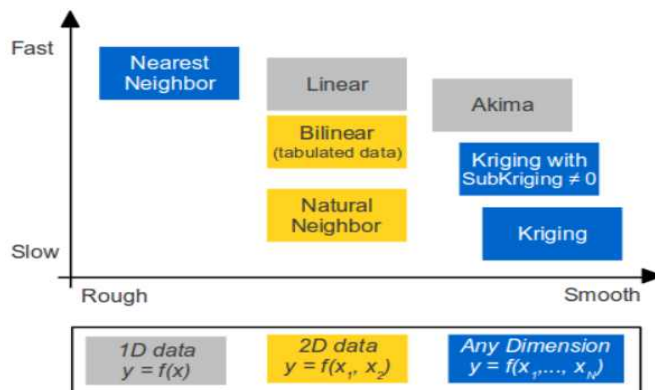 Fast
Nearest
Neighbor
Linear
Akima
Bilinear
(tabulated data)
Kriging with
SubKriging ≠ 0
Natural
Neighbor
Kriging
Slow
Rough
Smooth
1D data
y = f(x)
2D data
y = f(x₁, x₂)
Any Dimension
y = f(x₁,..., x_N)